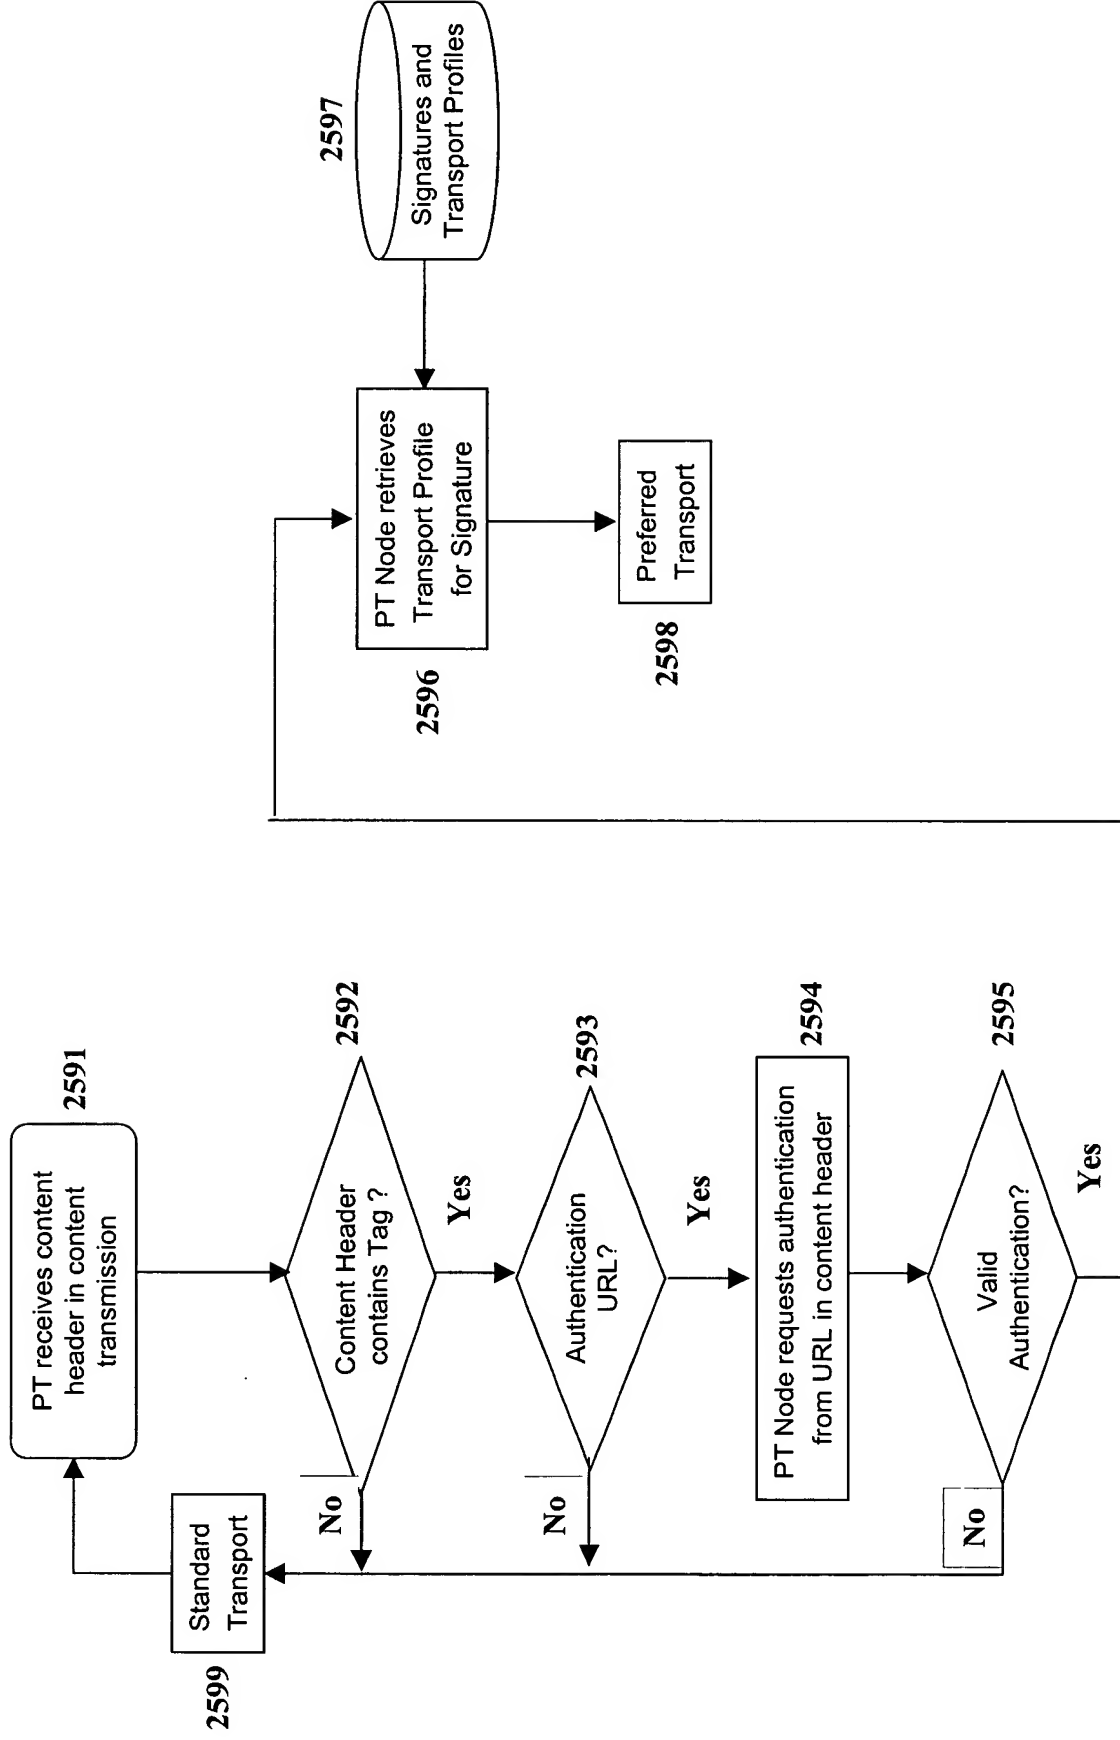 2591
PT receives content
header in content
transmission
2599
Standard
Transport
2592
Content Header
contains Tag ?
No
Yes
2593
Authentication
URL?
No
Yes
2594
PT Node requests authentication
from URL in content header
2595
Valid
Authentication?
No
Yes
2596
PT Node retrieves
Transport Profile
for Signature
2597
Signatures and
Transport Profiles
2598
Preferred
Transport